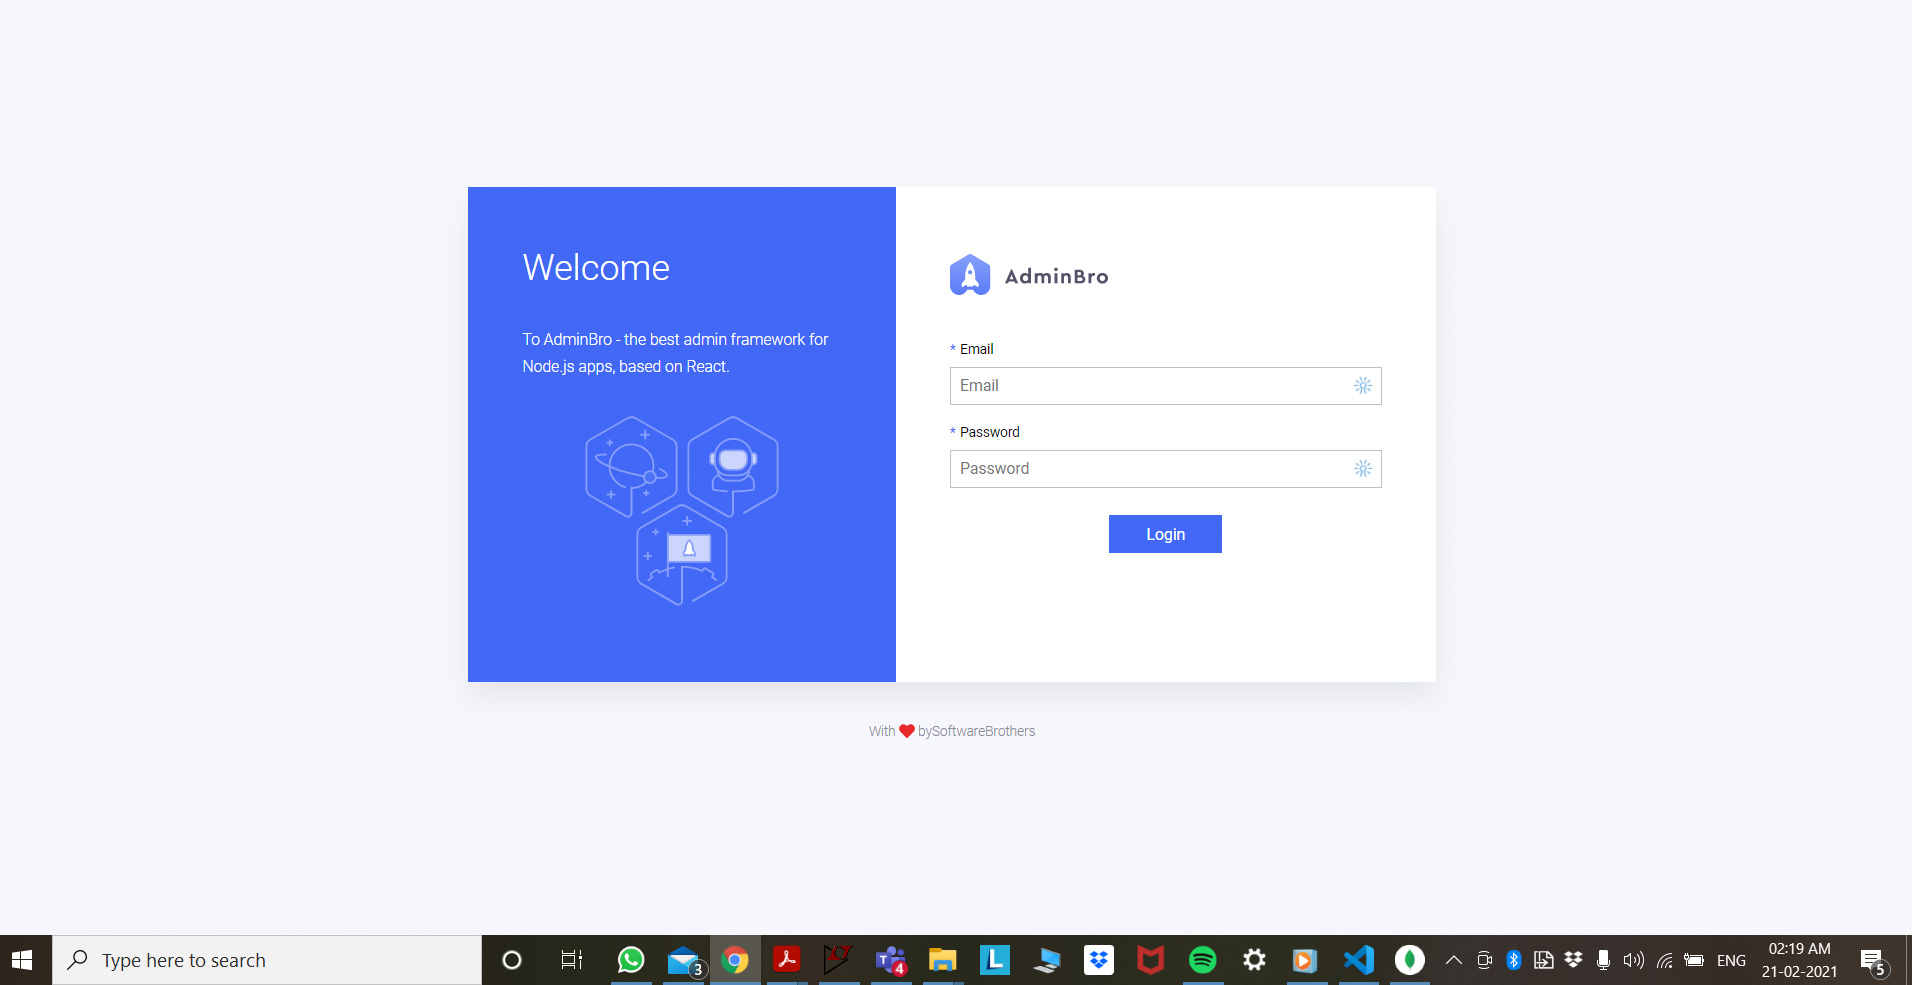 Welcome
To AdminBro - the best admin framework for
Node.js apps, based on React.
AdminBro
* Email
Email
* Password
Password
Login
With ❤ bySoftwareBrothers
Type here to search
3
4
L
ENG
02:19 AM
21-02-2021
5